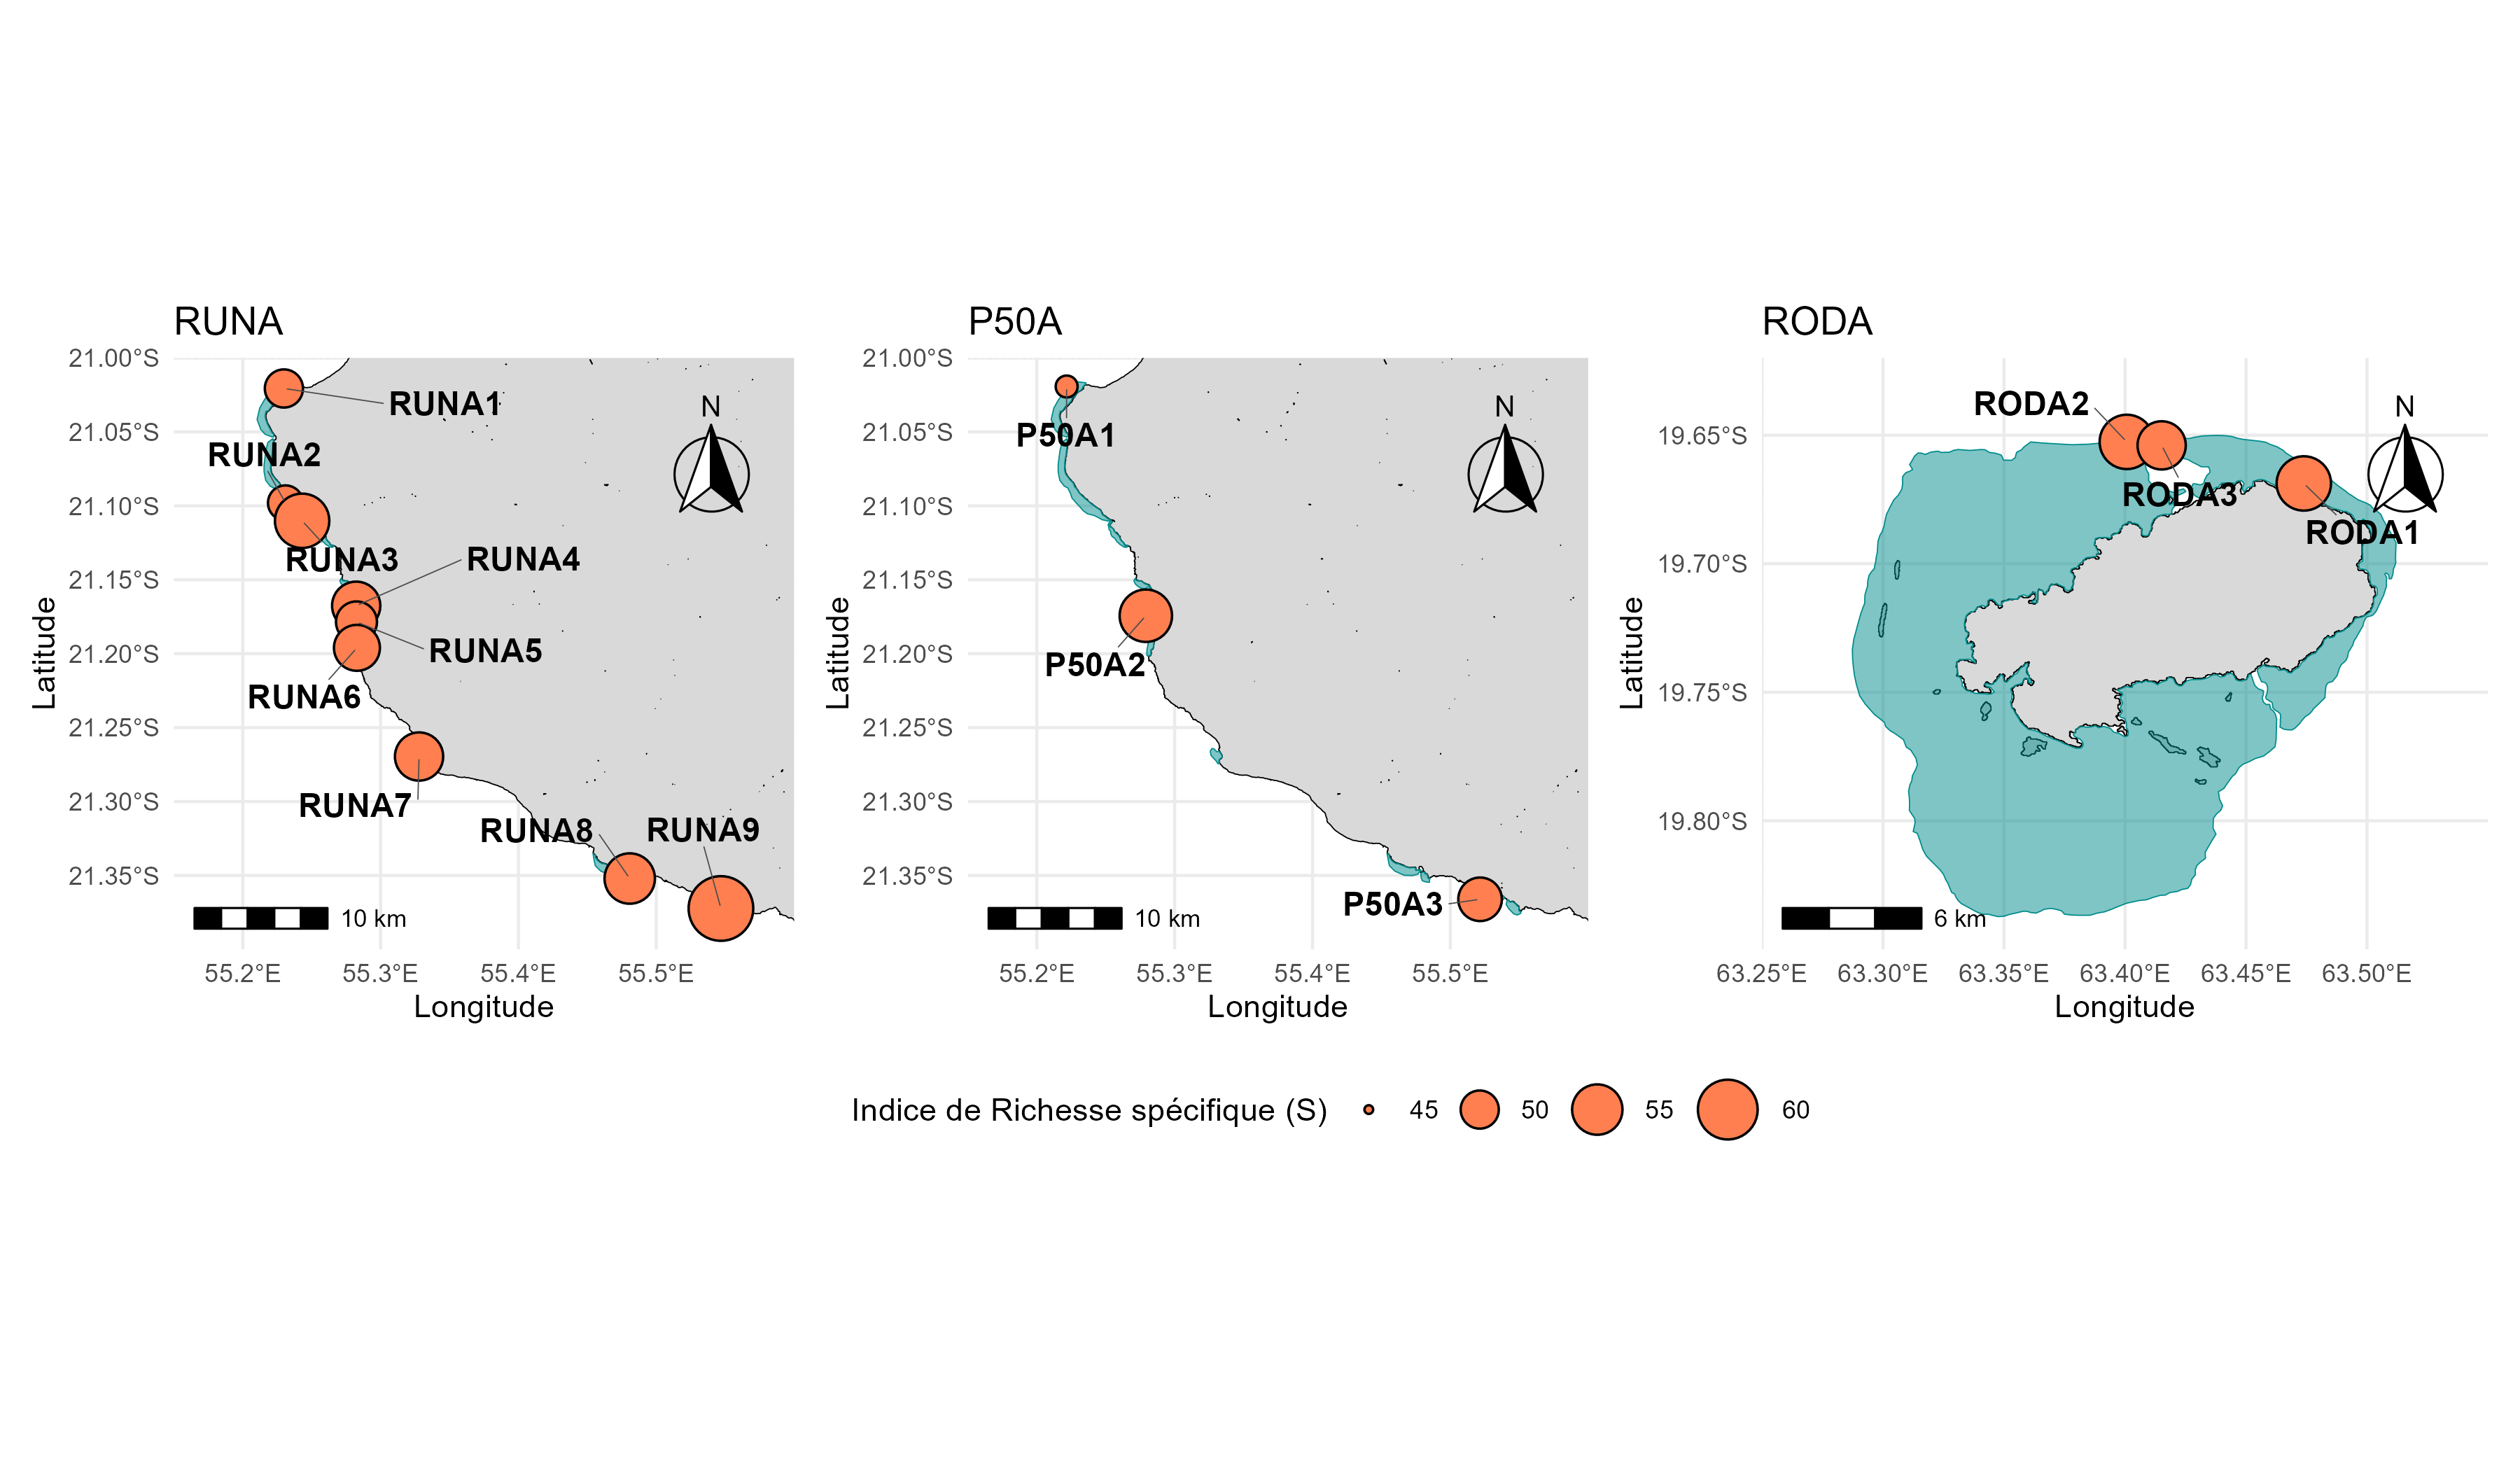 RUNA
21.00°S
21.05°S
21.10°S
21.15°S
21.20°S
21.25°S
21.30°S
21.35°S
Latitude
RUNA1
RUNA2
RUNA3
RUNA4
RUNA5
RUNA6
RUNA7
RUNA8
RUNA9
N
10 km
55.2°E 55.3°E 55.4°E 55.5°E
Longitude
P50A
21.00°S
21.05°S
21.10°S
21.15°S
21.20°S
21.25°S
21.30°S
21.35°S
Latitude
P50A1
P50A2
P50A3
N
10 km
55.2°E 55.3°E 55.4°E 55.5°E
Longitude
RODA
19.65°S
19.70°S
19.75°S
19.80°S
Latitude
RODA2
RODA3
RODA1
N
6 km
63.25°E 63.30°E 63.35°E 63.40°E 63.45°E 63.50°E
Longitude
Indice de Richesse spécifique (S) 45 50 55 60